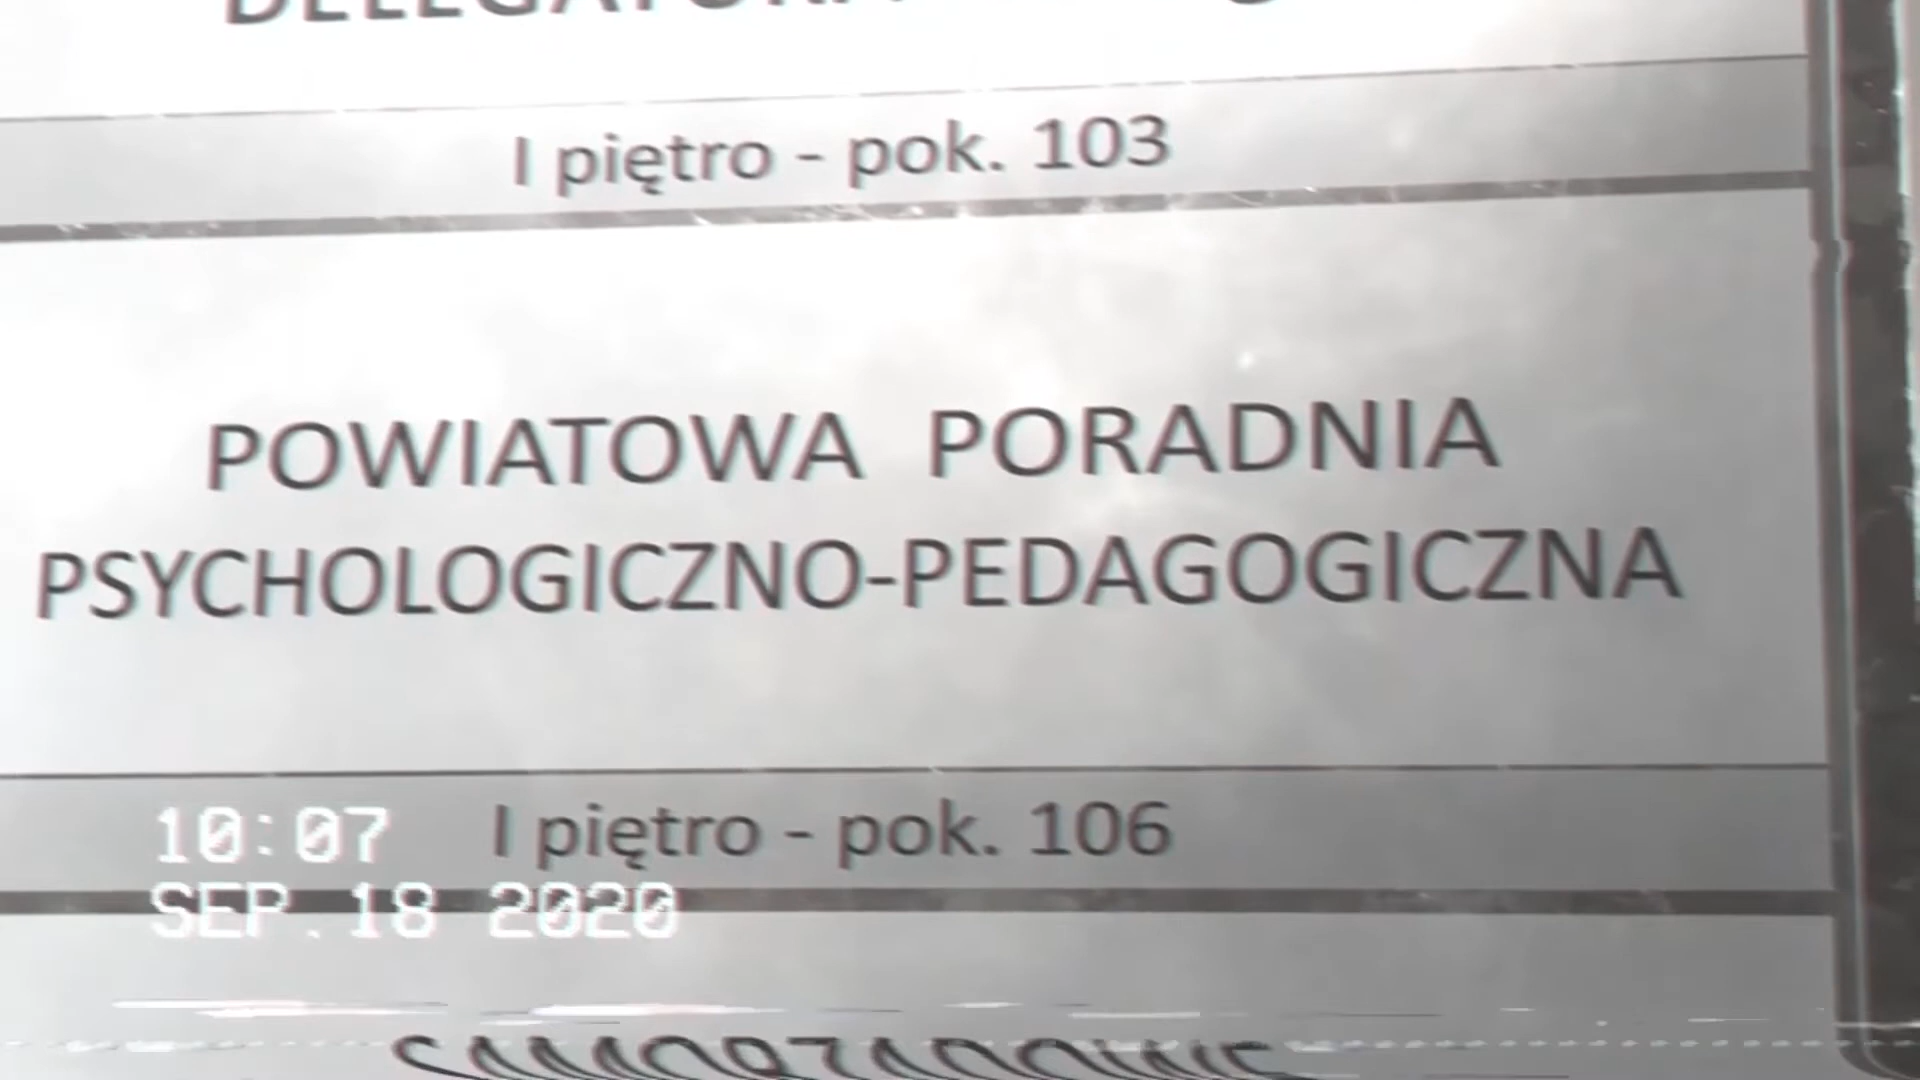 I piętro - pok. 103
POWIATOWA PORADNIA
PSYCHOLOGICZNO-PEDAGOGICZNA
I piętro - pok. 106
10:07
SEP.18 2020